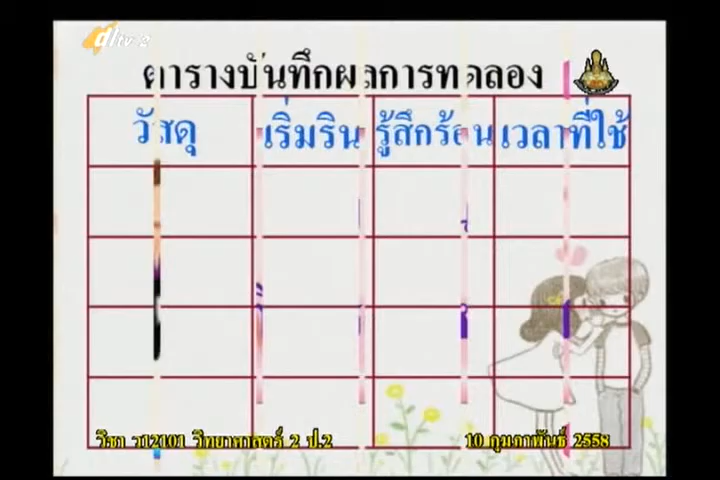 dltv 2
ตารางบันทึกผลการทดลอง
วัสดุ เริ่มริน รู้สึกร้อน เวลาที่ใช้
วิชา ว12101 วิทยาศาสตร์ 2 ป.2 10 กุมภาพันธ์ 2558